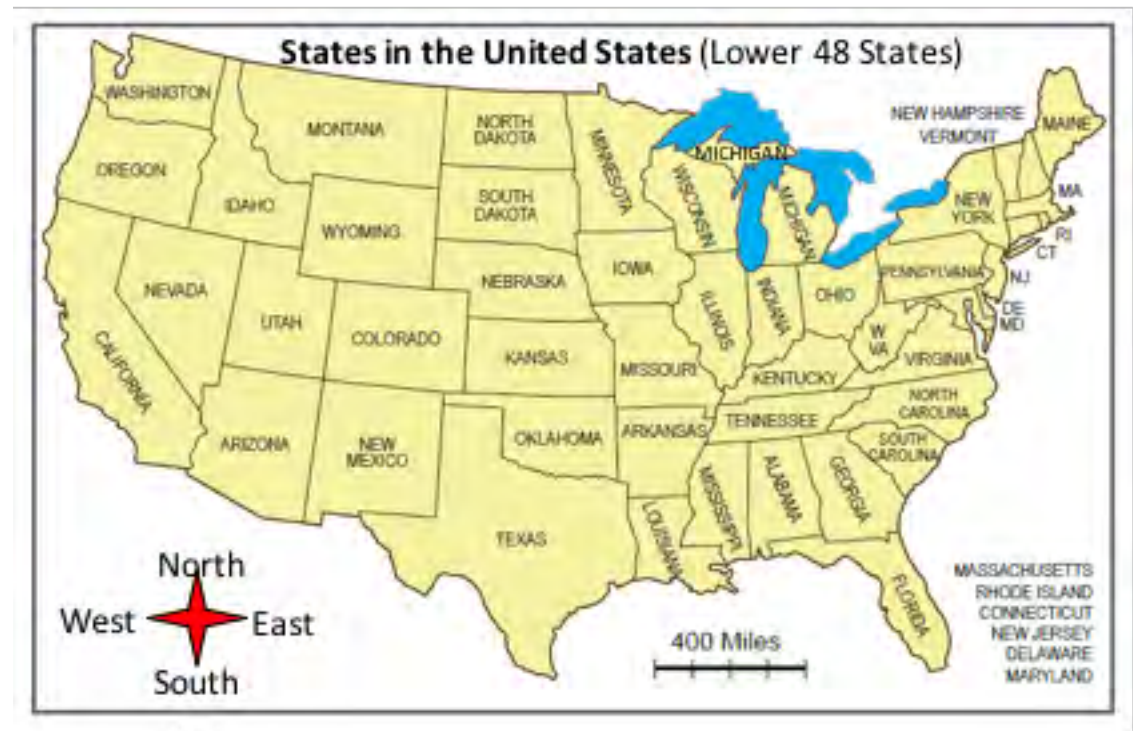 States in the United States (Lower 48 States)
WASHINGTON
OREGON
CALIFORNIA
NEVADA
IDAHO
MONTANA
WYOMING
UTAH
COLORADO
ARIZONA
NEW
MEXICO
NORTH
DAKOTA
SOUTH
DAKOTA
NEBRASKA
KANSAS
OKLAHOMA
TEXAS
MINNESOTA
IOWA
MISSOURI
ARKANSAS
LOUISIANA
WISCONSIN
MICHIGAN
MICHIGAN
ILLINOIS
INDIANA
OHIO
KENTUCKY
TENNESSEE
MISSISSIPPI
ALABAMA
GEORGIA
FLORIDA
SOUTH
CAROLINA
NORTH
CAROLINA
VIRGINIA
W
VA
PENNSYLVANIA
NEW
YORK
NEW HAMPSHIRE
VERMONT
MAINE
MA
RI
CT
NJ
DE
MD
North
West
East
South
400 Miles
MASSACHUSETTS
RHODE ISLAND
CONNECTICUT
NEW JERSEY
DELAWARE
MARYLAND